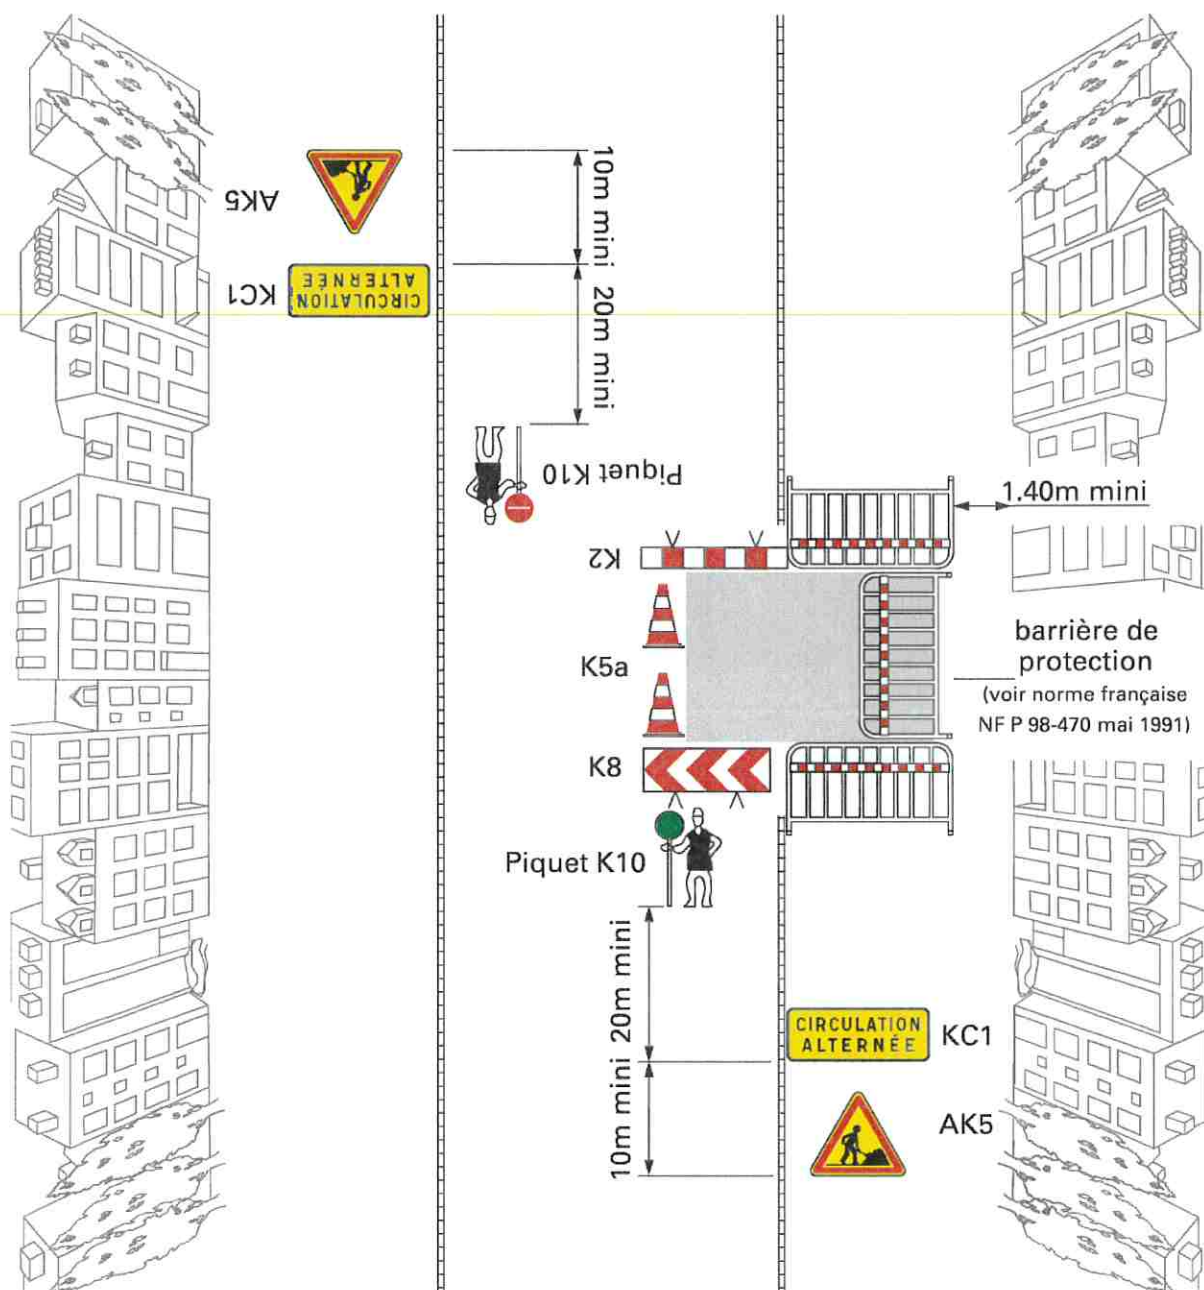 AK5
10m mini
KC1
CIRCULATION
ALTERNÉE
20m mini
Piquet K10
1.40m mini
K2
K5a
barrière de
protection
(voir norme française
NF P 98-470 mai 1991)
K8
Piquet K10
20m mini
CIRCULATION
ALTERNÉE
KC1
10m mini
AK5